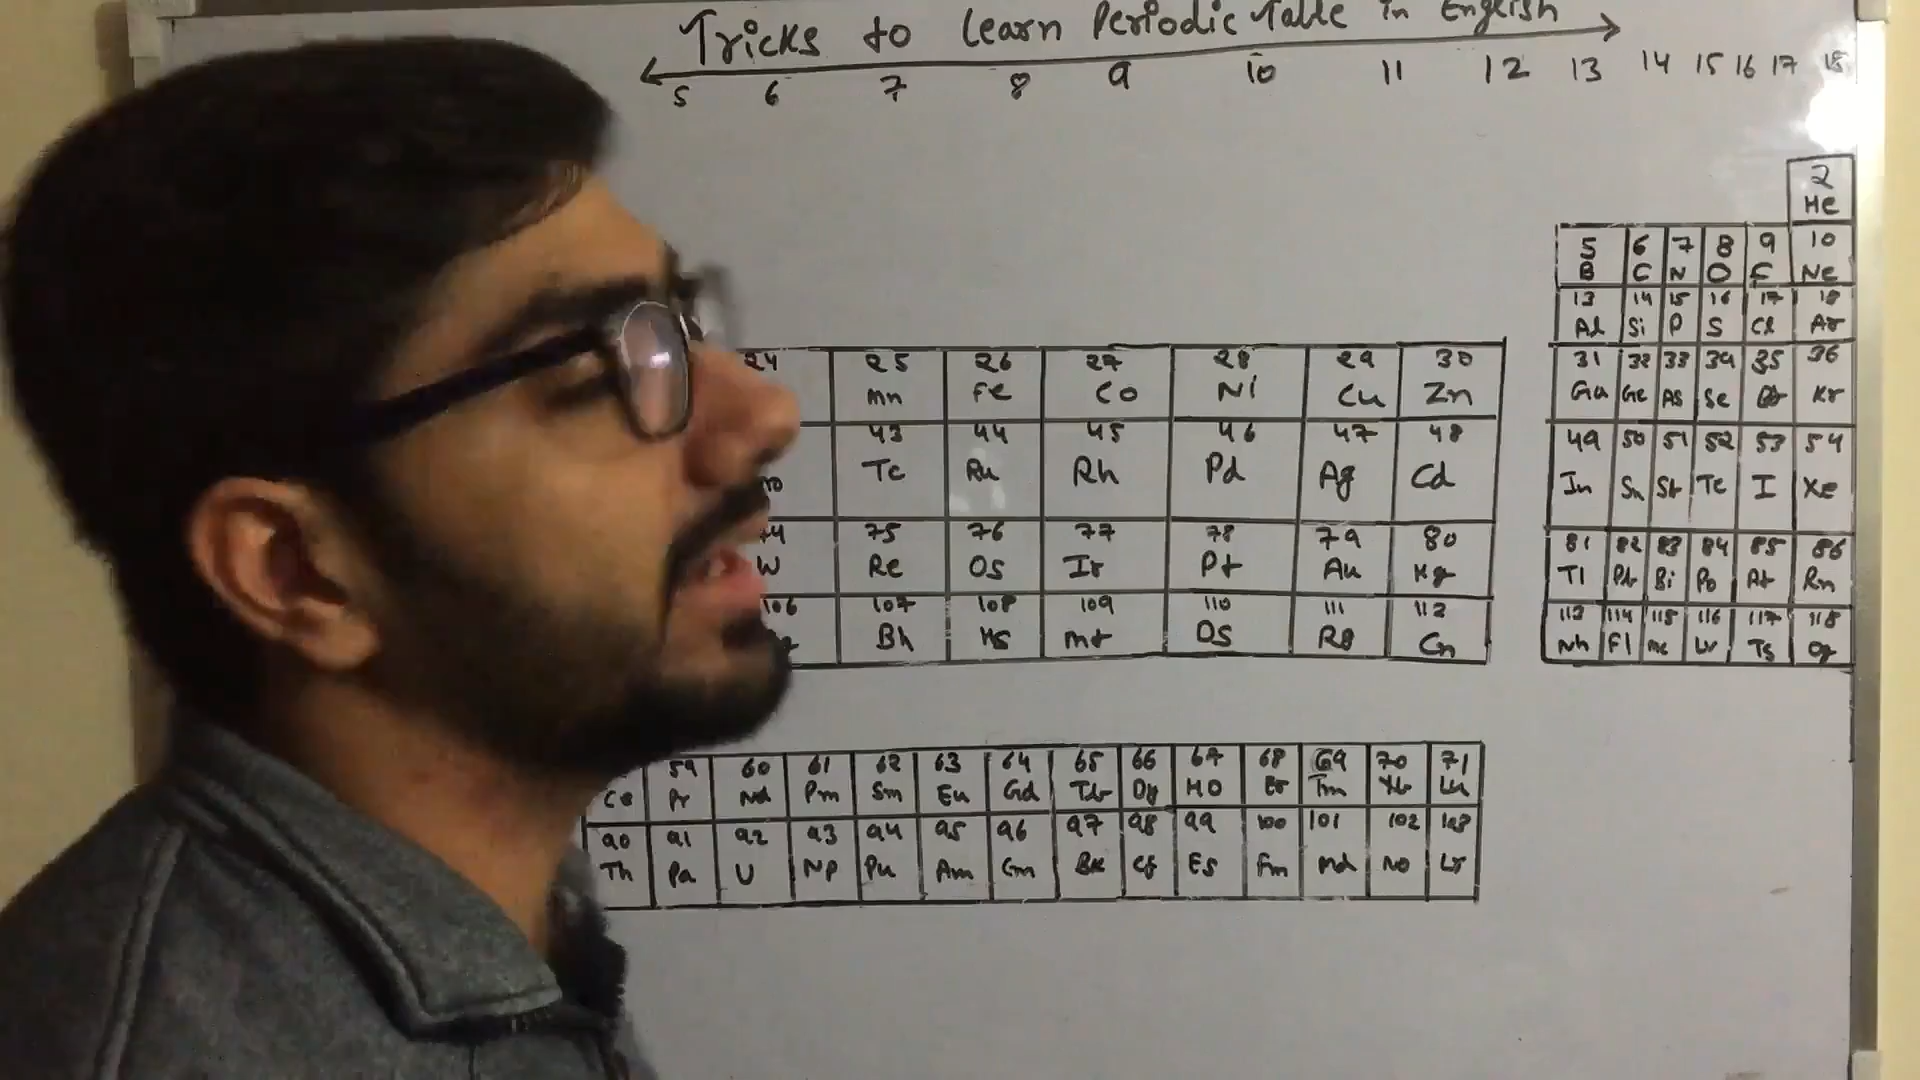 Tricks to learn Periodic Table in English
5 6 7 8 9 10 11 12 13 14 15 16 17 18
2
He
5 6 7 8 9 10
B C N O F Ne
13 14 15 16 17 18
Al Si P S Cl Ar
24 25 26 27 28 29 30 31 32 33 34 35 36
Mn Fe Co Ni Cu Zn Ga Ge As Se Br Kr
43 44 45 46 47 48 49 50 51 52 53 54
Tc Ru Rh Pd Ag Cd In Sn Sb Te I Xe
75 76 77 78 79 80 81 82 83 84 85 86
W Re Os Ir Pt Au Hg Tl Pb Bi Po At Rn
106 107 108 109 110 111 112 113 114 115 116 117 118
Bh Hs Mt Ds Rg Cn Nh Fl Mc Lv Ts Og
59 60 61 62 63 64 65 66 67 68 69 70 71
Ce Pr Nd Pm Sm Eu Gd Tb Dy Ho Er Tm Yb Lu
90 91 92 93 94 95 96 97 98 99 100 101 102 103
Th Pa U Np Pu Am Cm Bk Cf Es Fm Md No Lr